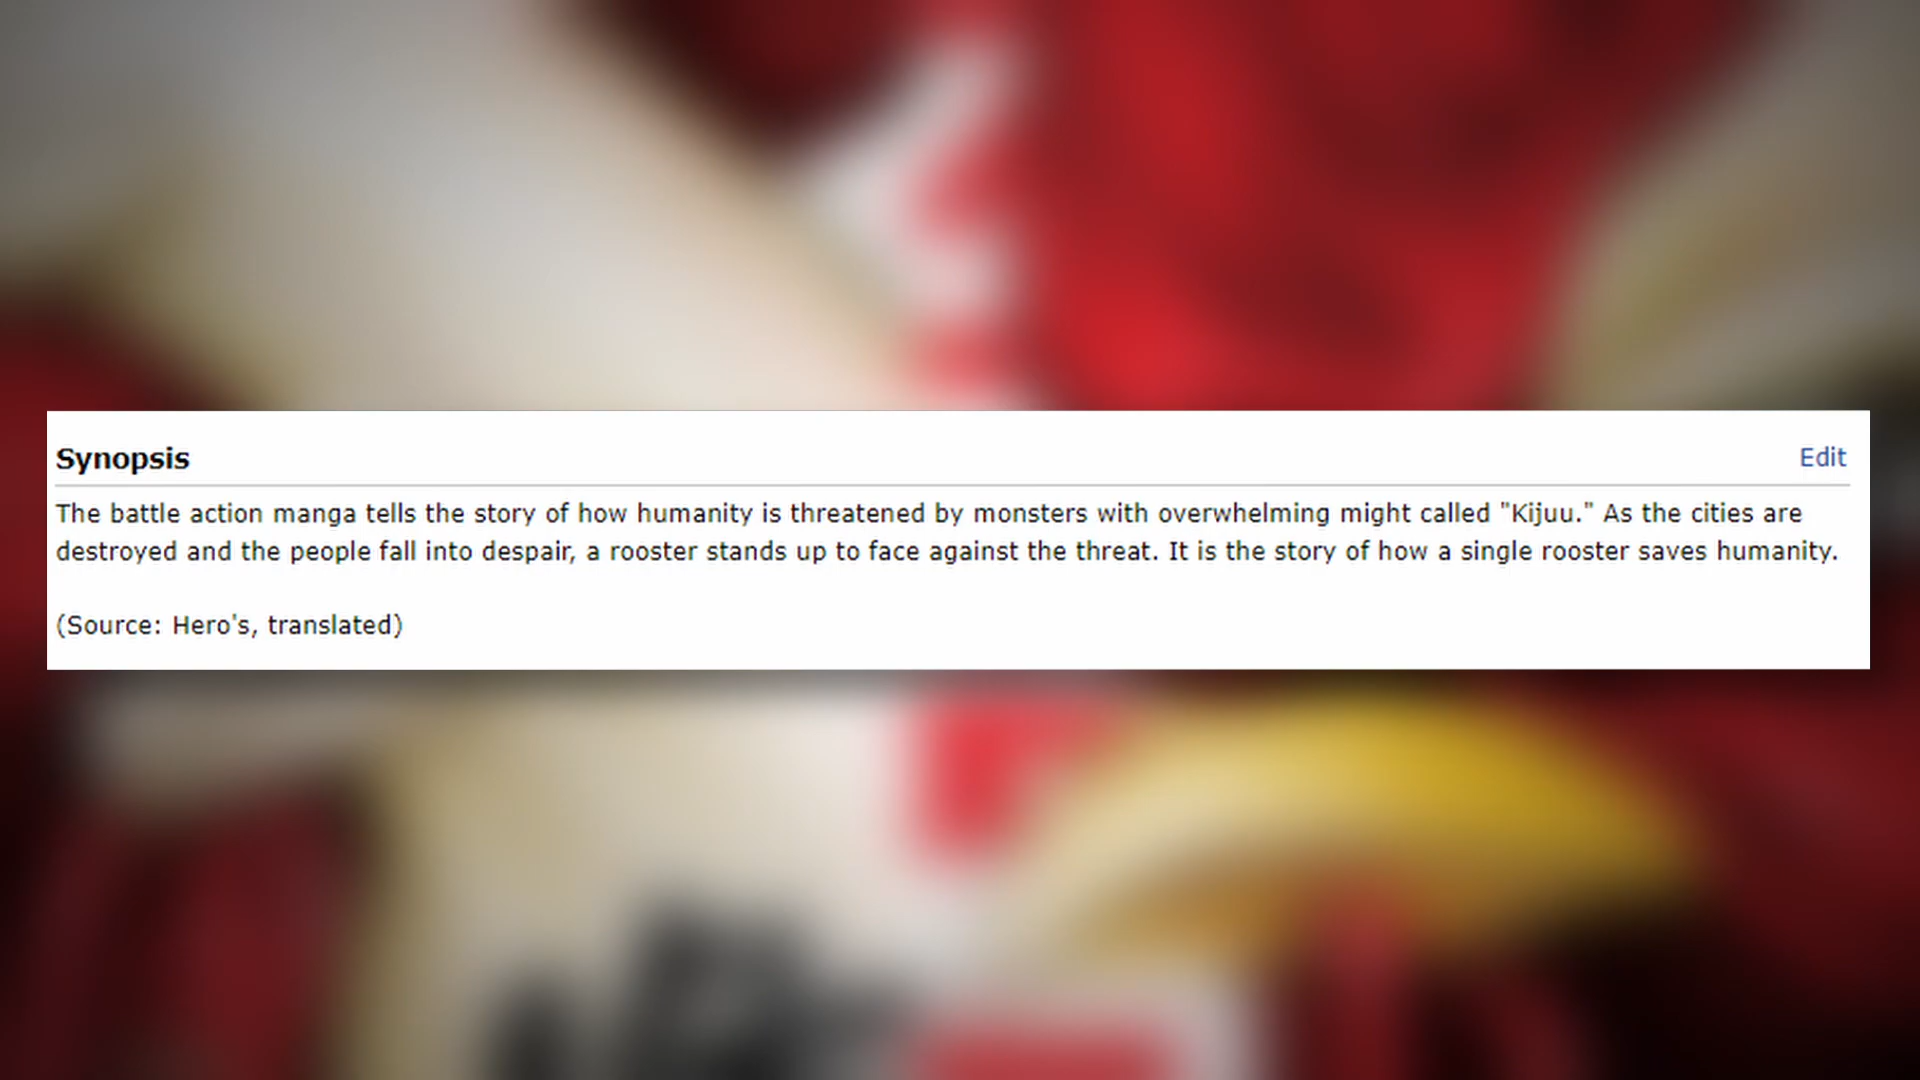 Synopsis
Edit
The battle action manga tells the story of how humanity is threatened by monsters with overwhelming might called "Kijuu." As the cities are
destroyed and the people fall into despair, a rooster stands up to face against the threat. It is the story of how a single rooster saves humanity.
(Source: Hero's, translated)